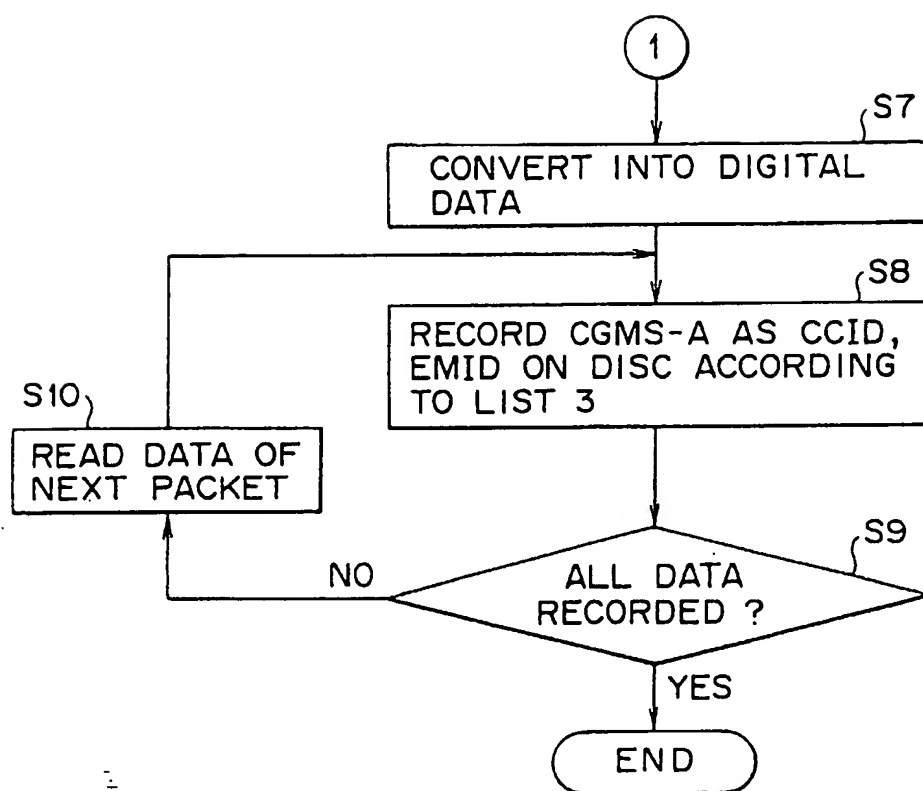 1
S7
CONVERT INTO DIGITAL
DATA
S8
RECORD CGMS-A AS CCID,
EMID ON DISC ACCORDING
TO LIST 3
S10
READ DATA OF
NEXT PACKET
S9
NO
ALL DATA
RECORDED ?
YES
END